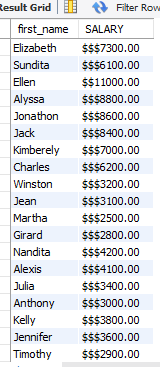 Result Grid Filter Row
first_name SALARY
Elizabeth $$$7300.00
Sundita $$$6100.00
Ellen $$11000.00
Alyssa $$$8800.00
Jonathon $$$8600.00
Jack $$$8400.00
Kimberely $$$7000.00
Charles $$$6200.00
Winston $$$3200.00
Jean $$$3100.00
Martha $$$2500.00
Girard $$$2800.00
Nandita $$$4200.00
Alexis $$$4100.00
Julia $$$3400.00
Anthony $$$3000.00
Kelly $$$3800.00
Jennifer $$$3600.00
Timothy $$$2900.00